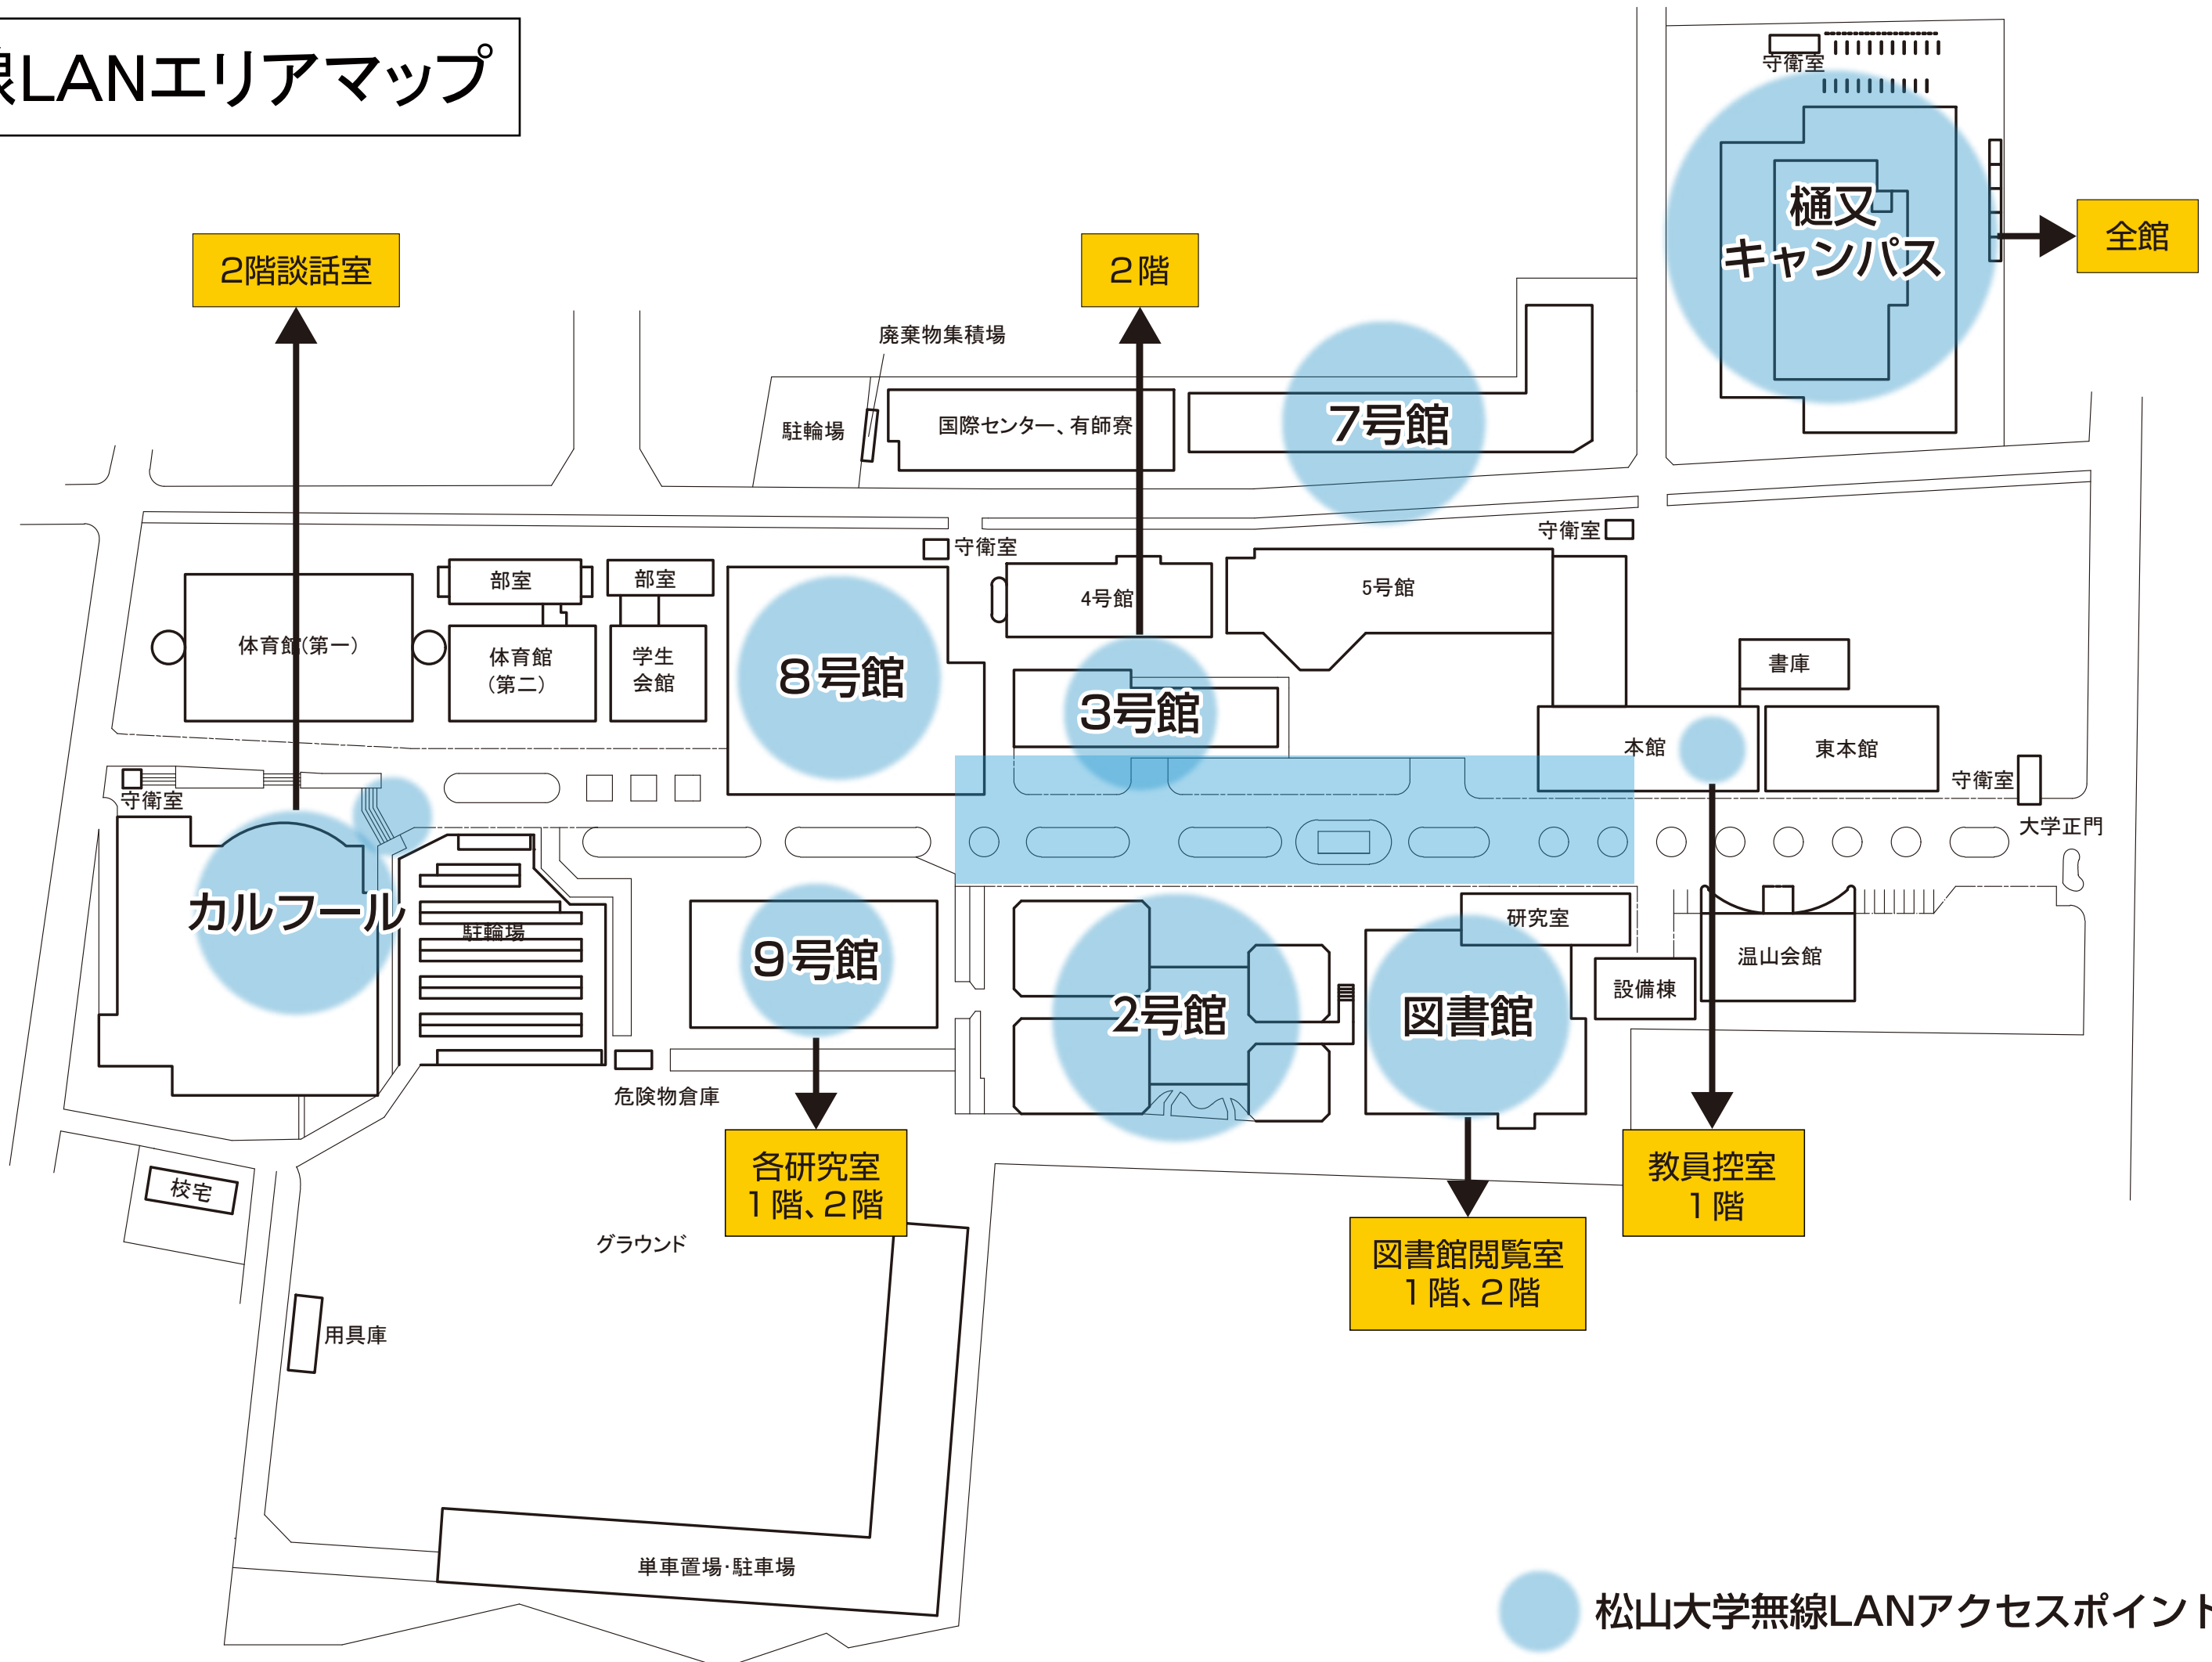 線LANエリアマップ
守衛室
樋又
キャンパス
全館
2階談話室
2階
廃棄物集積場
駐輪場
国際センター、有師寮
7号館
守衛室
守衛室
部室
部室
4号館
5号館
体育館(第一)
体育館
(第二)
学生
会館
8号館
3号館
書庫
本館
東本館
守衛室
守衛室
大学正門
カルフール
駐輪場
9号館
研究室
2号館
図書館
設備棟
温山会館
危険物倉庫
各研究室
1階、2階
教員控室
1階
校宅
グラウンド
図書館閲覧室
1階、2階
用具庫
単車置場・駐車場
松山大学無線LANアクセスポイント